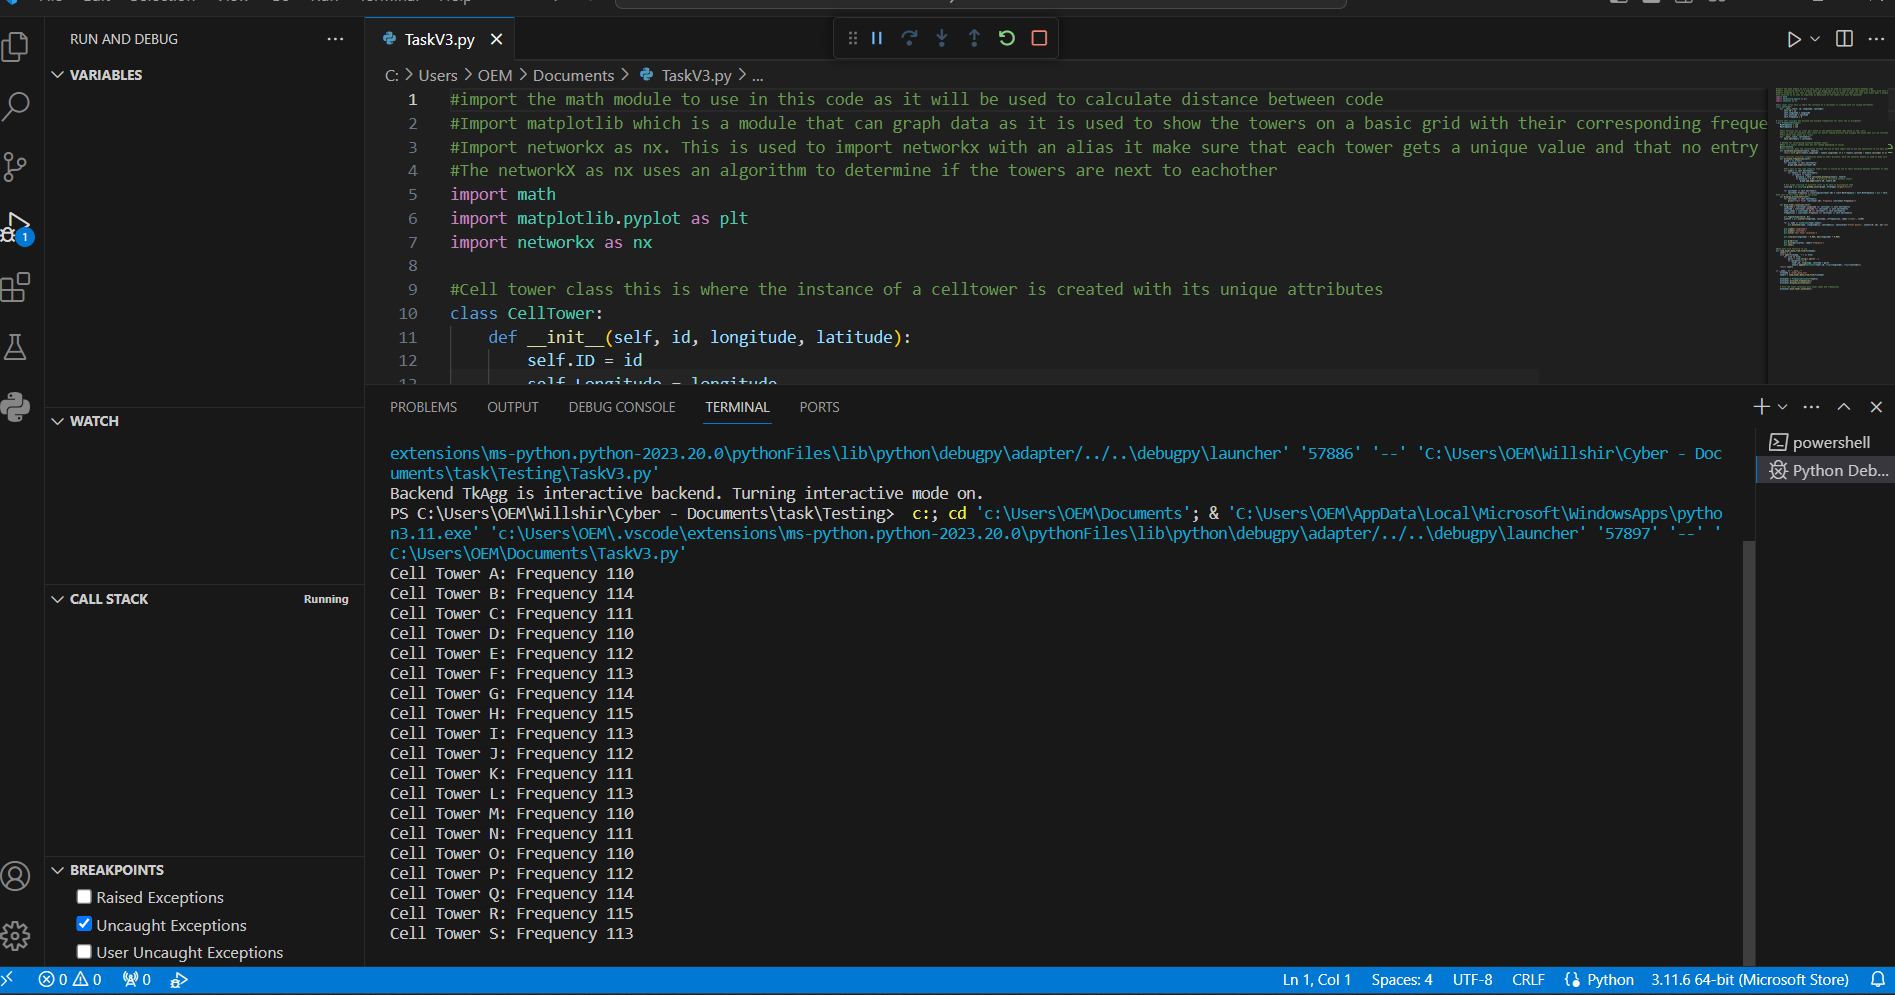 RUN AND DEBUG
VARIABLES
WATCH
CALL STACK
Running
BREAKPOINTS
Raised Exceptions
Uncaught Exceptions
User Uncaught Exceptions
1
TaskV3.py
C: > Users > OEM > Documents > TaskV3.py > ...
1 #import the math module to use in this code as it will be used to calculate distance between code
2 #Import matplotlib which is a module that can graph data as it is used to show the towers on a basic grid with their corresponding freque
3 #Import networkx as nx. This is used to import networkx with an alias it make sure that each tower gets a unique value and that no entry
4 #The networkX as nx uses an algorithm to determine if the towers are next to eachother
5 import math
6 import matplotlib.pyplot as plt
7 import networkx as nx
8
9 #Cell tower class this is where the instance of a celltower is created with its unique attributes
10 class CellTower:
11 def __init__(self, id, longitude, latitude):
12 self.ID = id
13 self.Longitude = longitude
PROBLEMS OUTPUT DEBUG CONSOLE TERMINAL PORTS
powershell
Python Deb...
extensions\ms-python.python-2023.20.0\pythonFiles\lib\python\debugpy\adapter/../..\debugpy\launcher' '57886' '--' 'C:\Users\OEM\Willshir\Cyber - Doc
uments\task\Testing\TaskV3.py'
Backend TkAgg is interactive backend. Turning interactive mode on.
PS C:\Users\OEM\Willshir\Cyber - Documents\task\Testing> c:; cd 'c:\Users\OEM\Documents'; & 'C:\Users\OEM\AppData\Local\Microsoft\WindowsApps\pytho
n3.11.exe' 'c:\Users\OEM\.vscode\extensions\ms-python.python-2023.20.0\pythonFiles\lib\python\debugpy\adapter/../..\debugpy\launcher' '57897' '--' '
C:\Users\OEM\Documents\TaskV3.py'
Cell Tower A: Frequency 110
Cell Tower B: Frequency 114
Cell Tower C: Frequency 111
Cell Tower D: Frequency 110
Cell Tower E: Frequency 112
Cell Tower F: Frequency 113
Cell Tower G: Frequency 114
Cell Tower H: Frequency 115
Cell Tower I: Frequency 113
Cell Tower J: Frequency 112
Cell Tower K: Frequency 111
Cell Tower L: Frequency 113
Cell Tower M: Frequency 110
Cell Tower N: Frequency 111
Cell Tower O: Frequency 110
Cell Tower P: Frequency 112
Cell Tower Q: Frequency 114
Cell Tower R: Frequency 115
Cell Tower S: Frequency 113
0 0 0
Ln 1, Col 1 Spaces: 4 UTF-8 CRLF {} Python 3.11.6 64-bit (Microsoft Store)